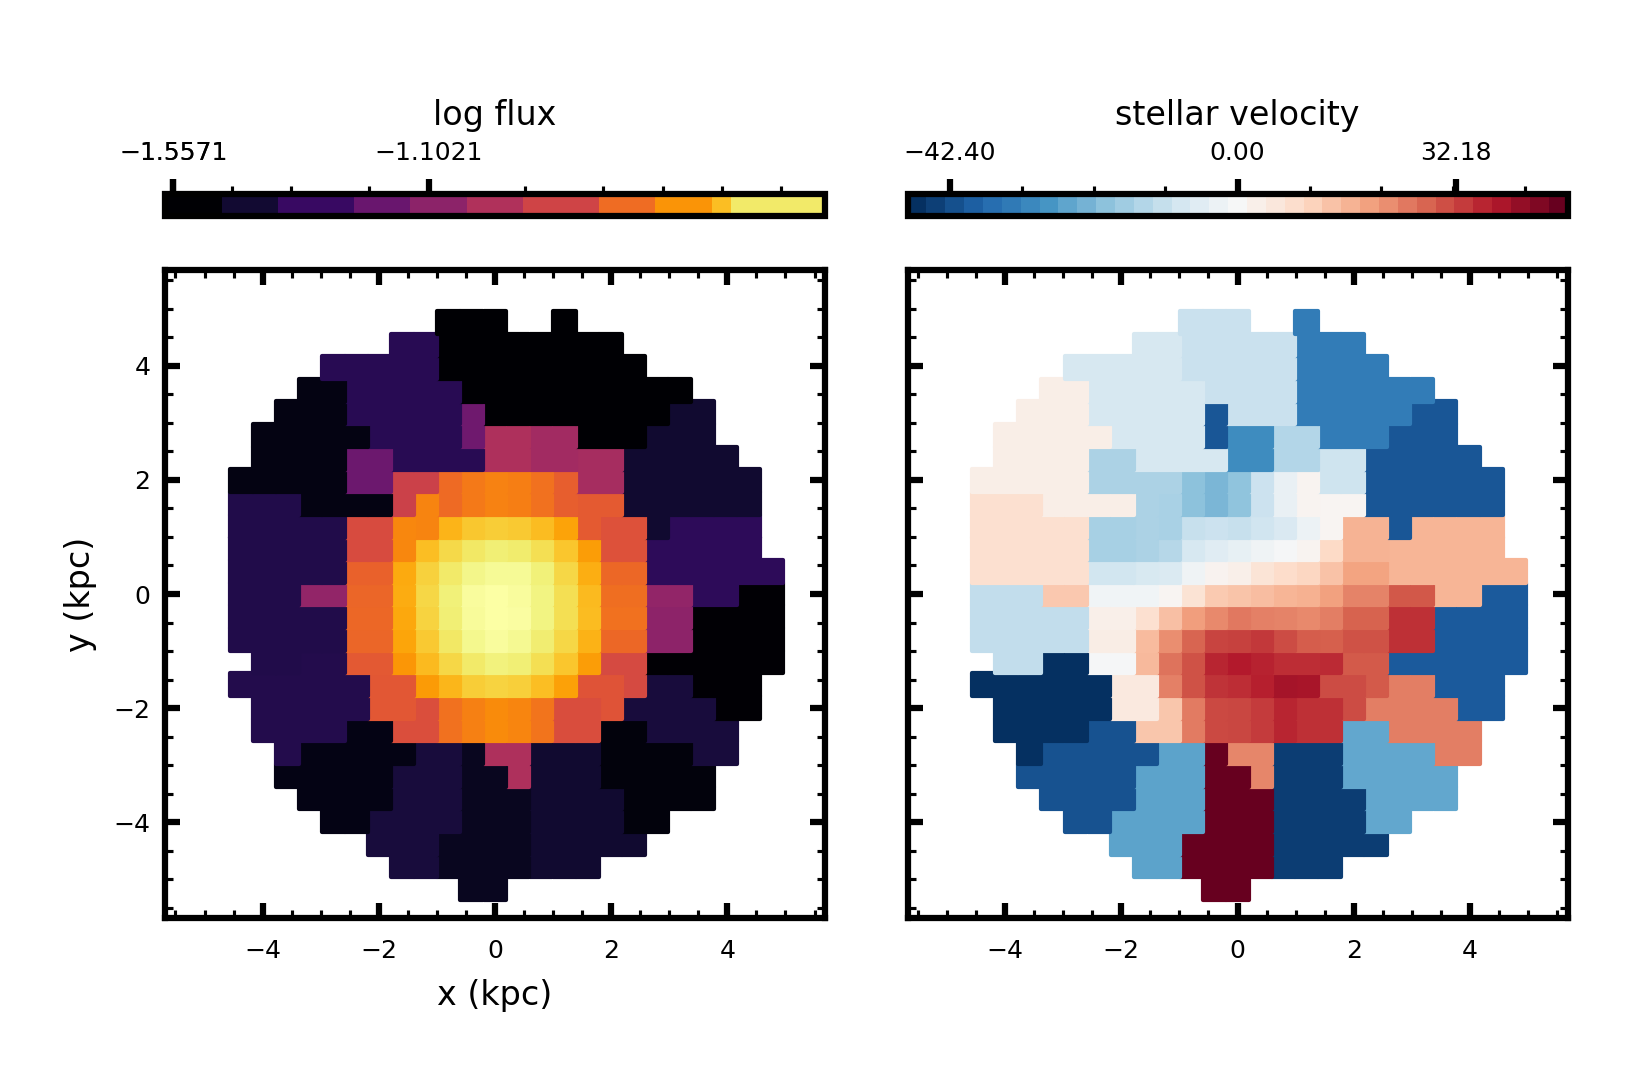 log flux
stellar velocity
−1.5571 −1.1021
−42.40 0.00 32.18
4
2
0
−2
−4
y (kpc)
−4 −2 0 2 4
−4 −2 0 2 4
x (kpc)